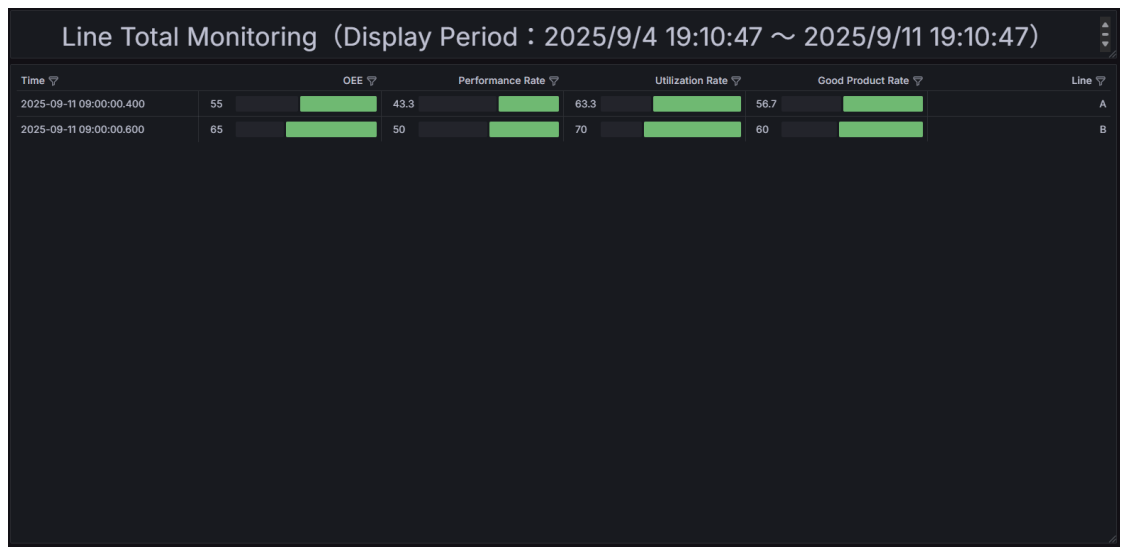 Line Total Monitoring（Display Period：2025/9/4 19:10:47 ～ 2025/9/11 19:10:47）
Time OEE Performance Rate Utilization Rate Good Product Rate Line
2025-09-11 09:00:00.400 55 43.3 63.3 56.7 A
2025-09-11 09:00:00.600 65 50 70 60 B